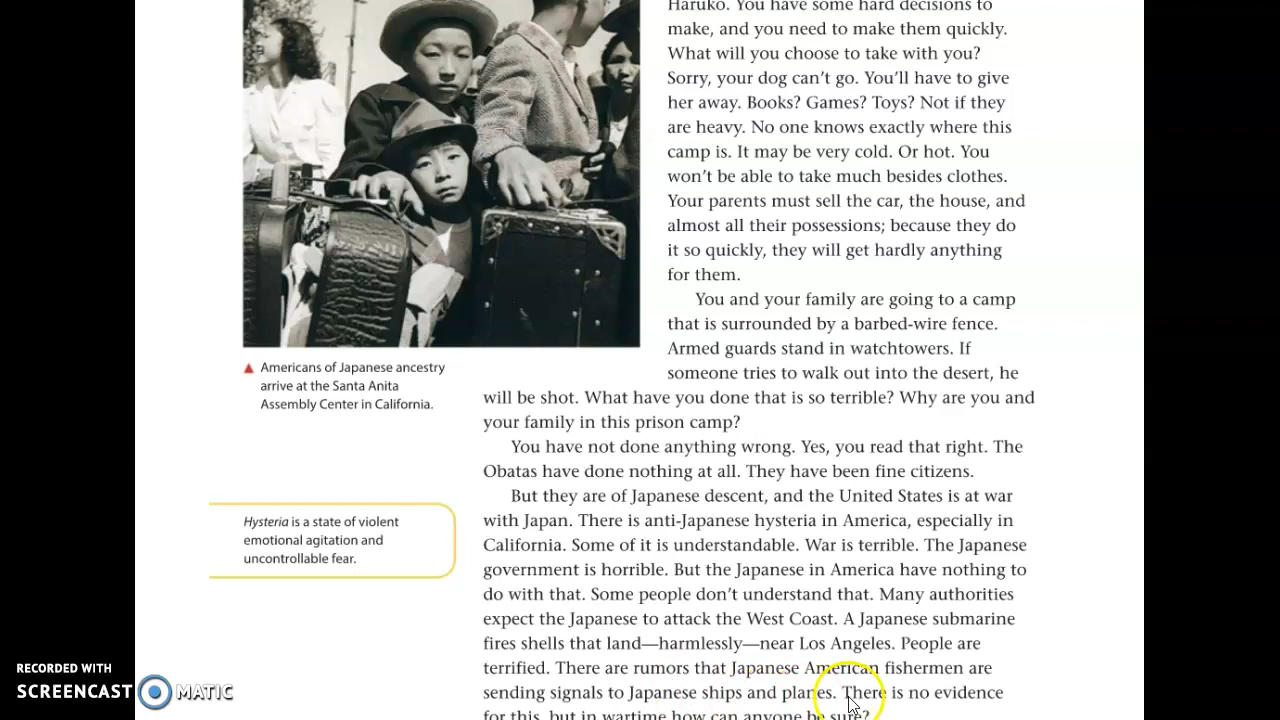 Haruko. You have some hard decisions to
make, and you need to make them quickly.
What will you choose to take with you?
Sorry, your dog can't go. You'll have to give
her away. Books? Games? Toys? Not if they
are heavy. No one knows exactly where this
camp is. It may be very cold. Or hot. You
won't be able to take much besides clothes.
Your parents must sell the car, the house, and
almost all their possessions; because they do
it so quickly, they will get hardly anything
for them.
You and your family are going to a camp
that is surrounded by a barbed-wire fence.
Armed guards stand in watchtowers. If
someone tries to walk out into the desert, he
will be shot. What have you done that is so terrible? Why are you and
your family in this prison camp?
You have not done anything wrong. Yes, you read that right. The
Obatas have done nothing at all. They have been fine citizens.
But they are of Japanese descent, and the United States is at war
with Japan. There is anti-Japanese hysteria in America, especially in
California. Some of it is understandable. War is terrible. The Japanese
government is horrible. But the Japanese in America have nothing to
do with that. Some people don't understand that. Many authorities
expect the Japanese to attack the West Coast. A Japanese submarine
fires shells that land—harmlessly—near Los Angeles. People are
terrified. There are rumors that Japanese American fishermen are
sending signals to Japanese ships and planes. There is no evidence
for this, but in wartime how can anyone be sure?
▲ Americans of Japanese ancestry
arrive at the Santa Anita
Assembly Center in California.
Hysteria is a state of violent
emotional agitation and
uncontrollable fear.
RECORDED WITH
SCREENCAST MATIC